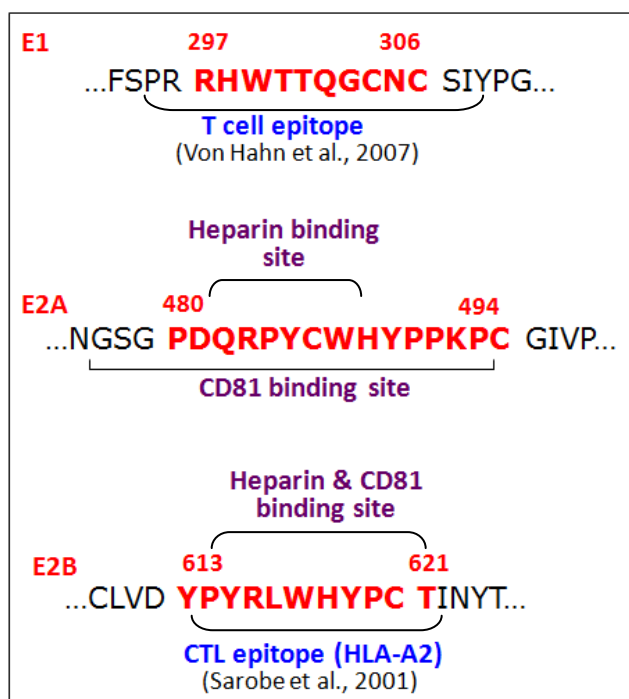 E1 297 306
...FSPR RHWTTQGCNC SIYPG...
T cell epitope
(Von Hahn et al., 2007)
Heparin binding
site
E2A 480 494
...NGSG PDQRPYCWHYPPKPC GIVP...
CD81 binding site
Heparin & CD81
binding site
613 621
E2B
...CLVD YPYRLWHYPC TINYT...
CTL epitope (HLA-A2)
(Sarobe et al., 2001)